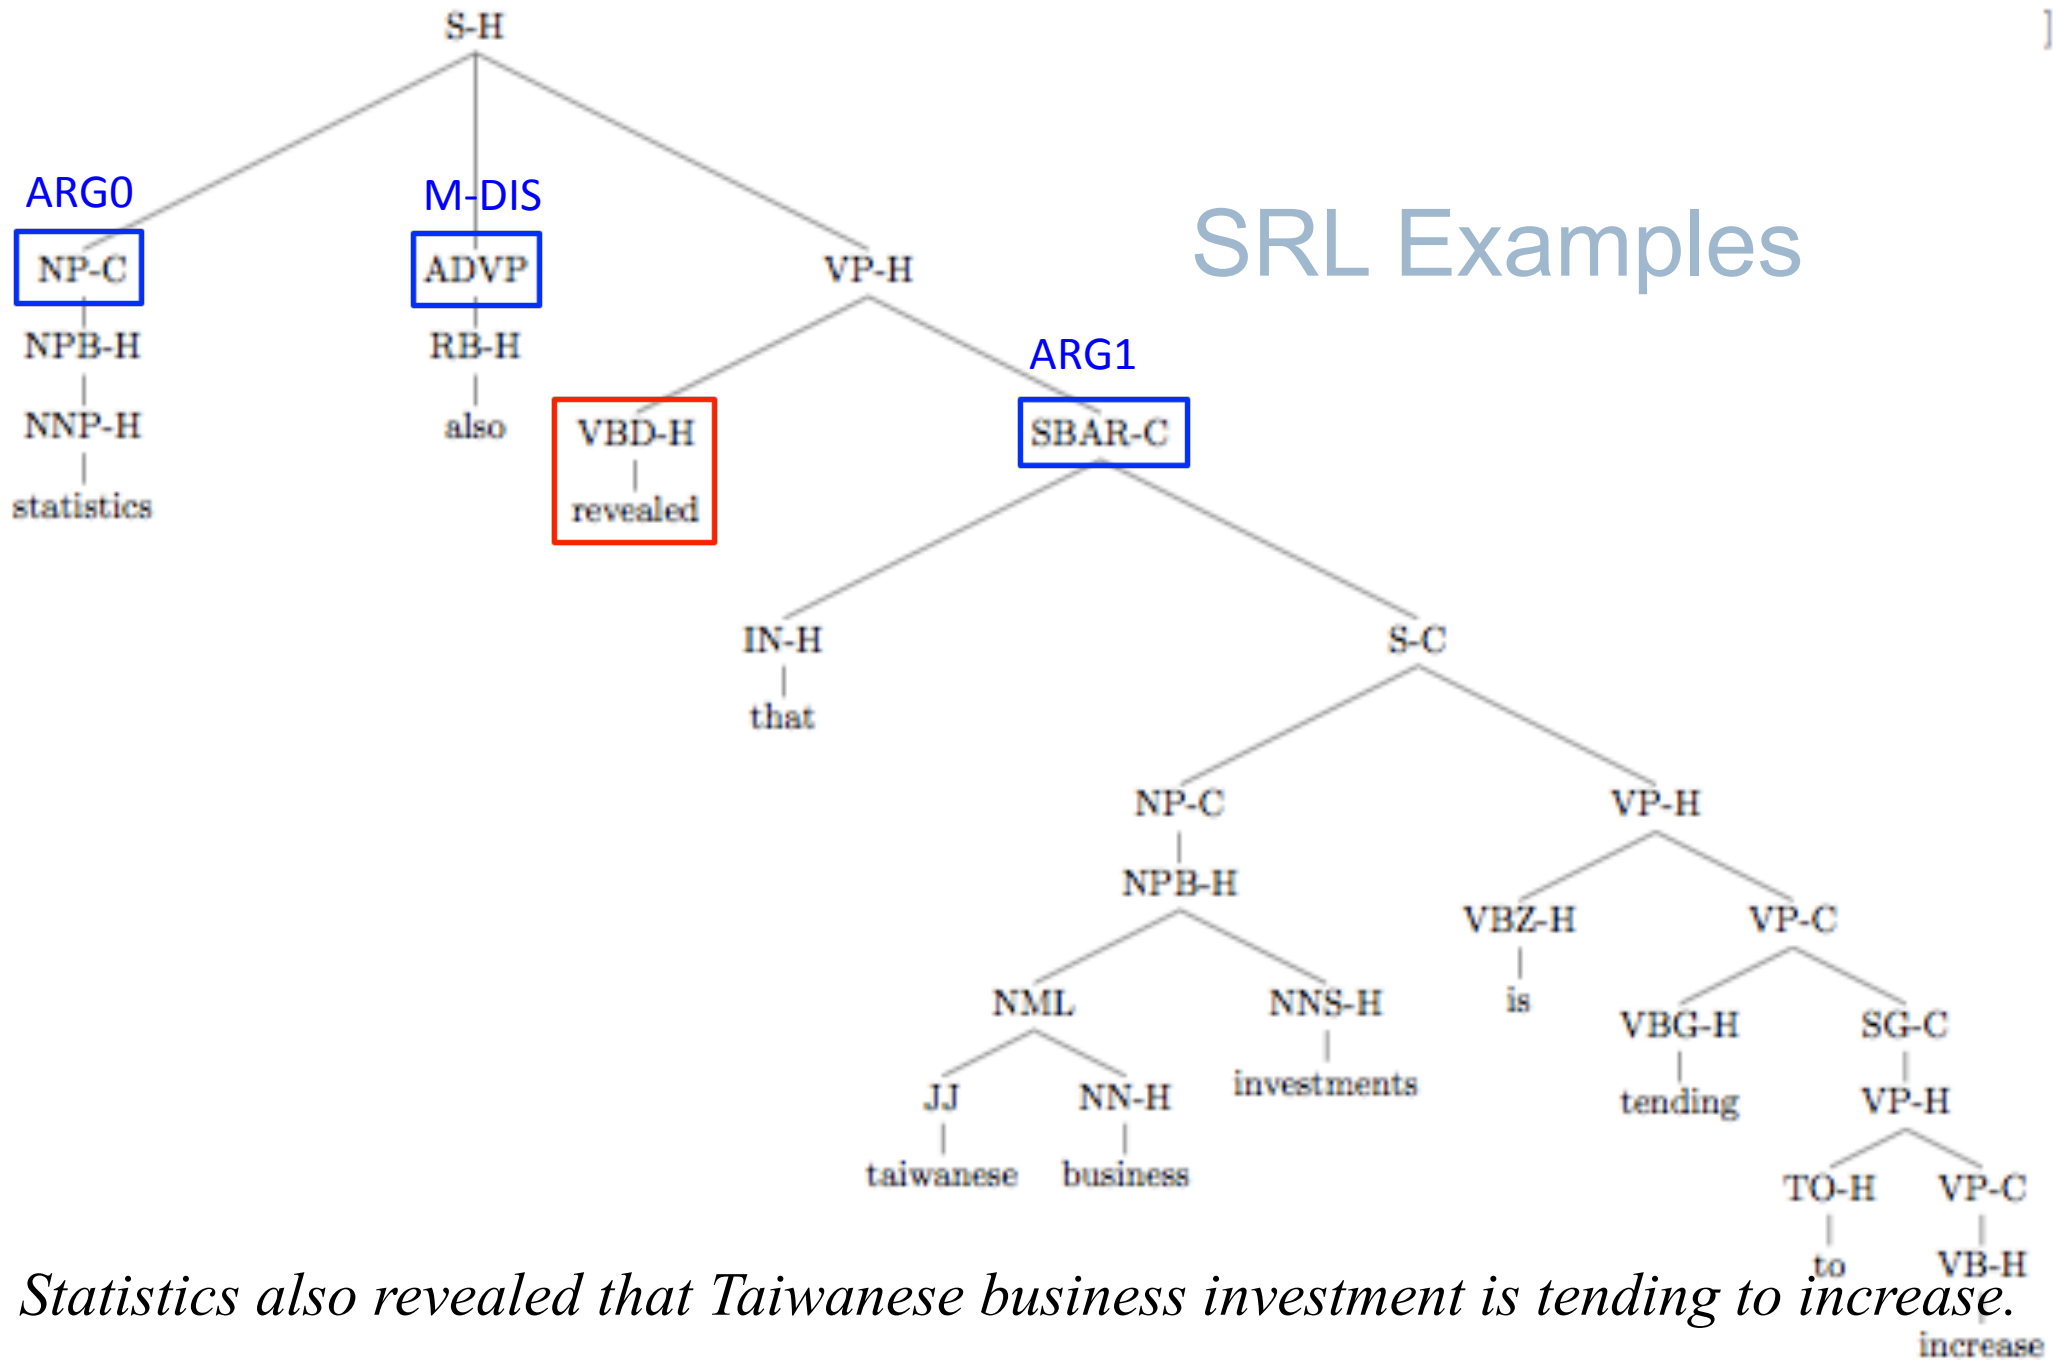 S-H ]
ARG0 M-DIS
SRL Examples
NP-C ADVP VP-H
NPB-H RB-H
ARG1
NNP-H also VBD-H SBAR-C
statistics revealed
IN-H S-C
that
NP-C VP-H
NPB-H
VBZ-H VP-C
NML NNS-H is
VBG-H SG-C
investments
JJ NN-H tending VP-H
taiwanese business
TO-H VP-C
to VB-H
Statistics also revealed that Taiwanese business investment is tending to increase.
increase